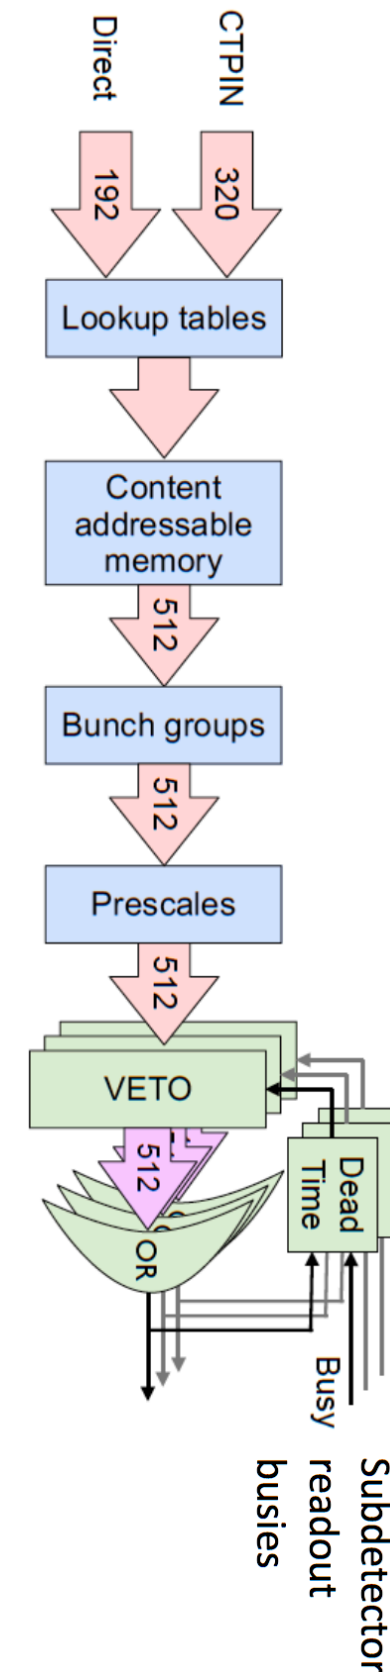 CTPIN
Direct
320
192
Lookup tables
Content
addressable
memory
512
Bunch groups
512
Prescales
512
VETO
512
OR
Dead
Time
Busy
Subdetector
readout
busies